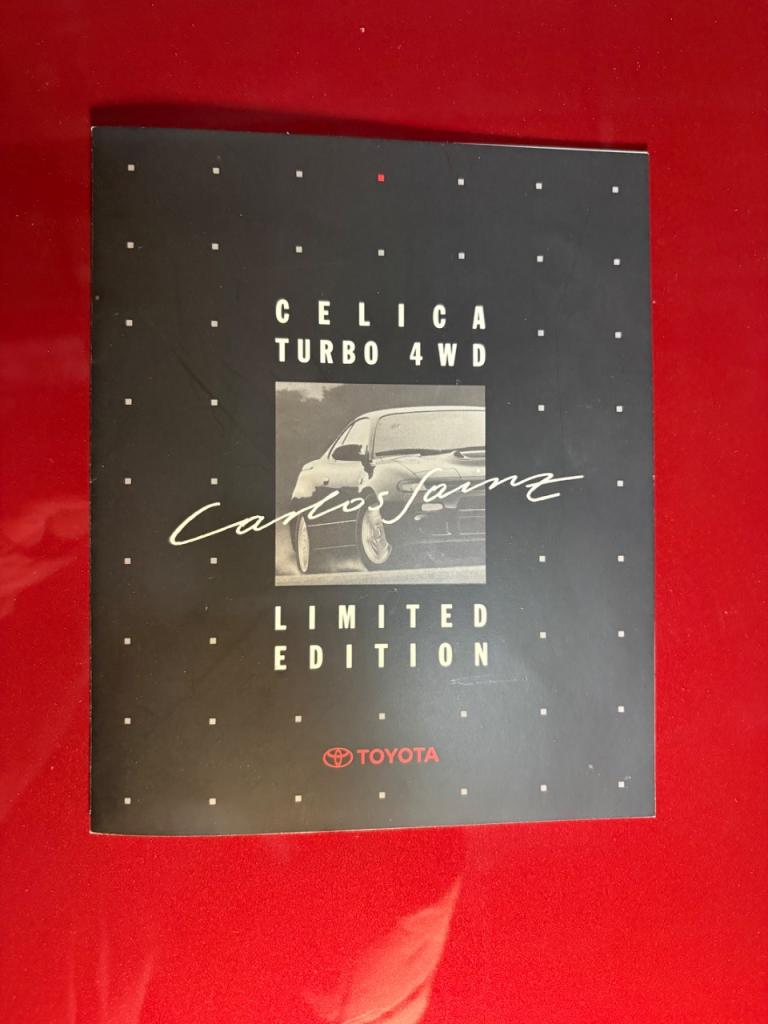 CELICA
TURBO 4WD
Carlos Sainz
LIMITED
EDITION
TOYOTA